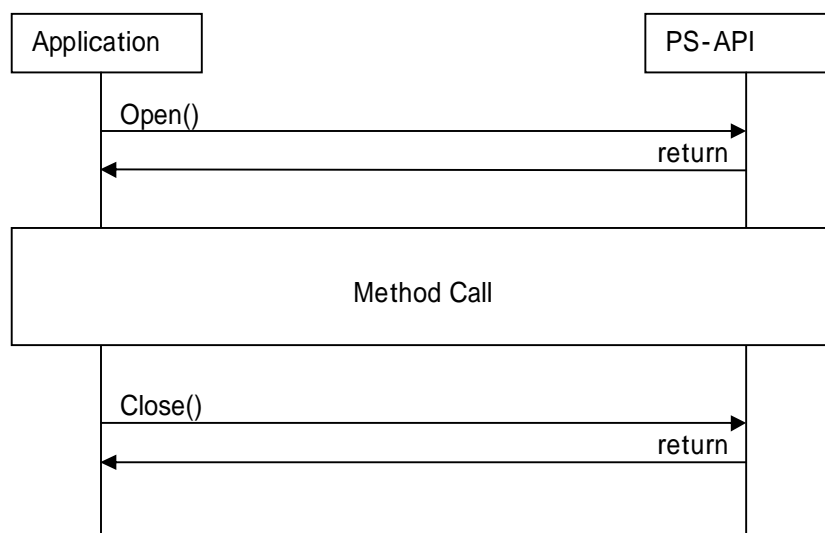 Application
PS-API
Open()
return
Method Call
Close()
return